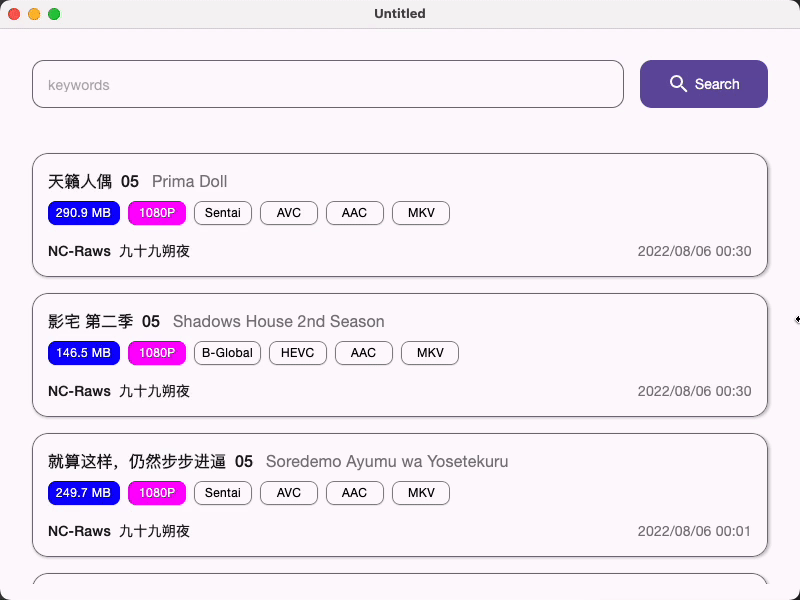 Untitled
keywords
Search
天籟人偶 05 Prima Doll
290.9 MB 1080P Sentai AVC AAC MKV
NC-Raws 九十九朔夜 2022/08/06 00:30
影宅 第二季 05 Shadows House 2nd Season
146.5 MB 1080P B-Global HEVC AAC MKV
NC-Raws 九十九朔夜 2022/08/06 00:30
就算这样，仍然步步进逼 05 Soredemo Ayumu wa Yosetekuru
249.7 MB 1080P Sentai AVC AAC MKV
NC-Raws 九十九朔夜 2022/08/06 00:01